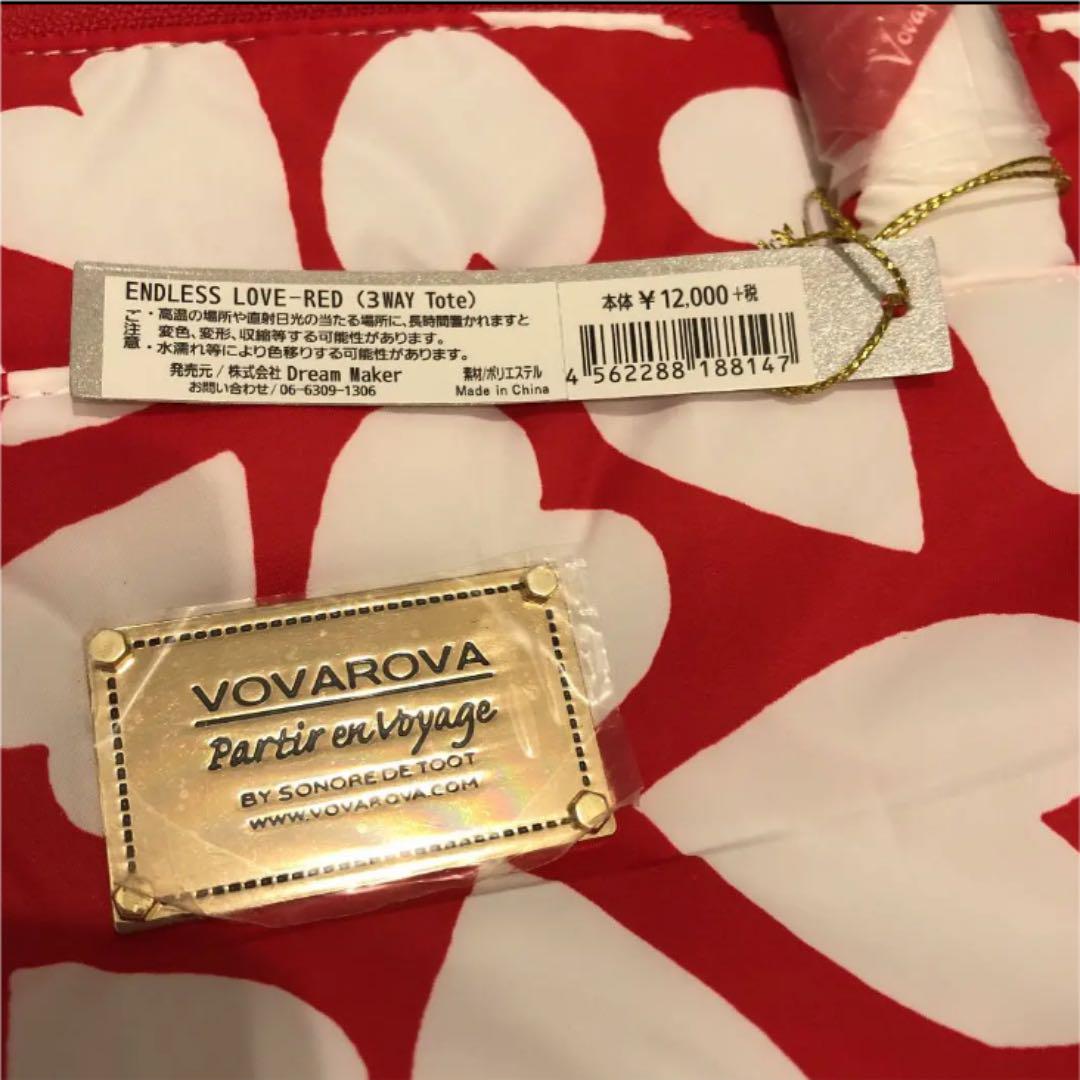 Vovar
ENDLESS LOVE-RED (3WAY Tote)
ご注意
・高温の場所や直射日光の当たる場所に、長時間置かれますと
変色、変形、収縮等する可能性があります。
・水濡れ等により色移りする可能性があります。
発売元/株式会社 Dream Maker
お問い合わせ/06-6309-1306
素材/ポリエステル
Made in China
本体 ¥12,000+税
4 562288 188147
VOVAROVA
Partir en Voyage
BY SONORE DE TOOT
WWW.VOVAROVA.COM